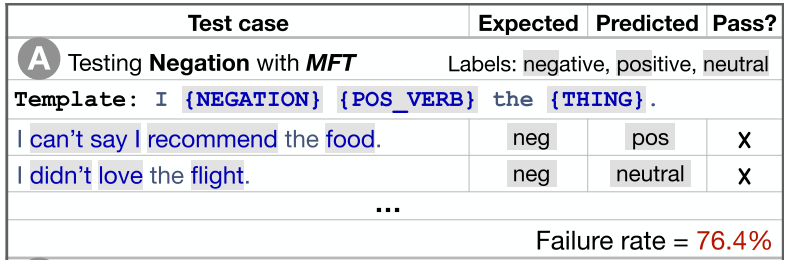 Test case Expected Predicted Pass?
A Testing Negation with MFT Labels: negative, positive, neutral
Template: I {NEGATION} {POS_VERB} the {THING}.
I can’t say I recommend the food. neg pos X
I didn’t love the flight. neg neutral X
...
Failure rate = 76.4%